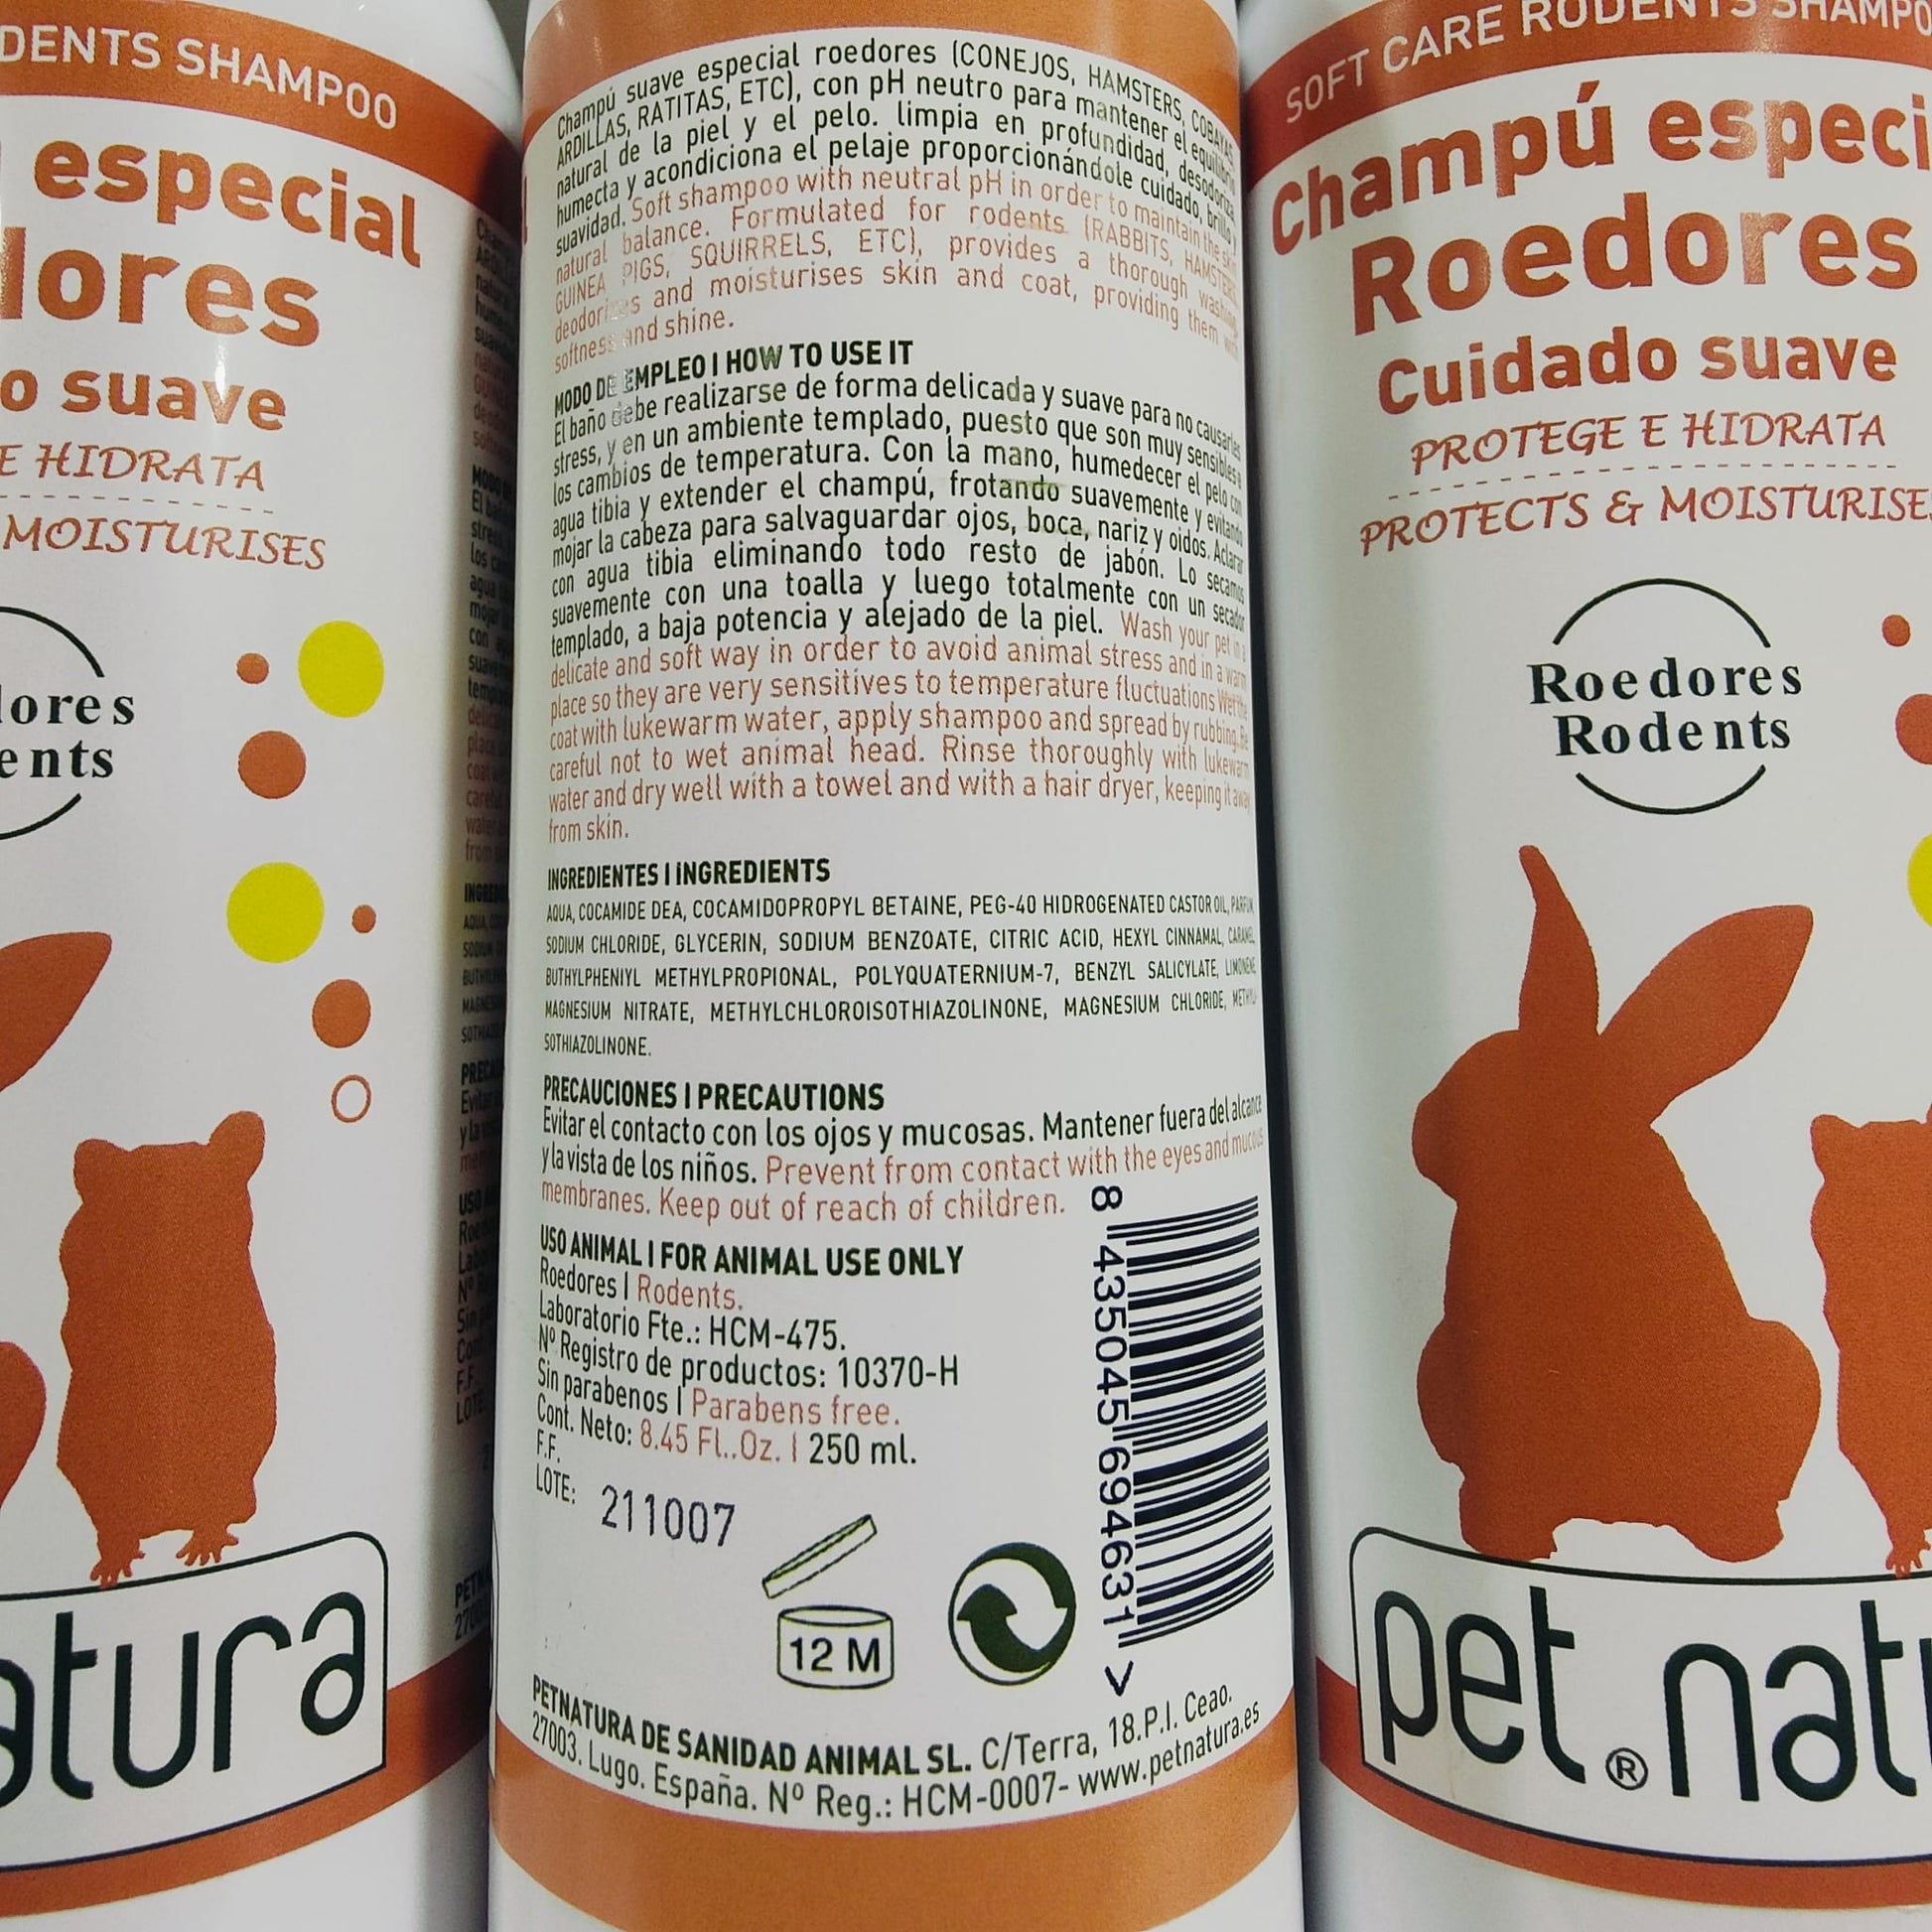 DENTS SHAMPOO
especial
lores
o suave
E HIDRATA
MOISTURISES
lores
ents
atura
Champú suave especial roedores (CONEJOS, HAMSTERS, COBAYAS,
ARDILLAS, RATITAS, ETC), con pH neutro para mantener el equilibrio
natural de la piel y el pelo. limpia en profundidad, desodoriza,
humecta y acondiciona el pelaje proporcionándole cuidado, brillo y
suavidad. Soft shampoo with neutral pH in order to maintain the skin
natural balance. Formulated for rodents (RABBITS, HAMSTERS,
GUINEA PIGS, SQUIRRELS, ETC), provides a thorough washing,
deodorizes and moisturises skin and coat, providing them with
softness and shine.
MODO DE EMPLEO | HOW TO USE IT
El baño debe realizarse de forma delicada y suave para no causarles
stress, y en un ambiente templado, puesto que son muy sensibles a
los cambios de temperatura. Con la mano, humedecer el pelo con
agua tibia y extender el champú, frotando suavemente y evitando
mojar la cabeza para salvaguardar ojos, boca, nariz y oidos. Aclarar
con agua tibia eliminando todo resto de jabón. Lo secamos
suavemente con una toalla y luego totalmente con un secador
templado, a baja potencia y alejado de la piel. Wash your pet in a
delicate and soft way in order to avoid animal stress and in a warm
place so they are very sensitives to temperature fluctuations Wet the
coat with lukewarm water, apply shampoo and spread by rubbing. Be
careful not to wet animal head. Rinse thoroughly with lukewarm
water and dry well with a towel and with a hair dryer, keeping it away
from skin.
INGREDIENTES | INGREDIENTS
AQUA, COCAMIDE DEA, COCAMIDOPROPYL BETAINE, PEG-40 HIDROGENATED CASTOR OIL, PARFUM,
SODIUM CHLORIDE, GLYCERIN, SODIUM BENZOATE, CITRIC ACID, HEXYL CINNAMAL, CARAMEL,
BUTHYLPHENIYL METHYLPROPIONAL, POLYQUATERNIUM-7, BENZYL SALICYLATE, LIMONENE,
MAGNESIUM NITRATE, METHYLCHLOROISOTHIAZOLINONE, MAGNESIUM CHLORIDE,
SOTHIAZOLINONE.
PRECAUCIONES | PRECAUTIONS
Evitar el contacto con los ojos y mucosas. Mantener fuera del alcance
y la vista de los niños. Prevent from contact with the eyes and mucous
membranes. Keep out of reach of children.
USO ANIMAL | FOR ANIMAL USE ONLY
Roedores | Rodents.
Laboratorio Fte.: HCM-475.
Nº Registro de productos: 10370-H
Sin parabenos | Parabens free.
Cont. Neto: 8.45 Fl..Oz. | 250 ml.
F.F.
LOTE: 211007
12 M
8 435045 694631 >
PETNATURA DE SANIDAD ANIMAL SL. C/Terra, 18.P.I. Ceao.
27003. Lugo. España. Nº Reg.: HCM-0007- www.petnatura.es
SOFT CARE RODENTS SHAMPO
Champú especi
Roedores
Cuidado suave
PROTEGE E HIDRATA
PROTECTS & MOISTURISES
Roedores
Rodents
pet.natu
®